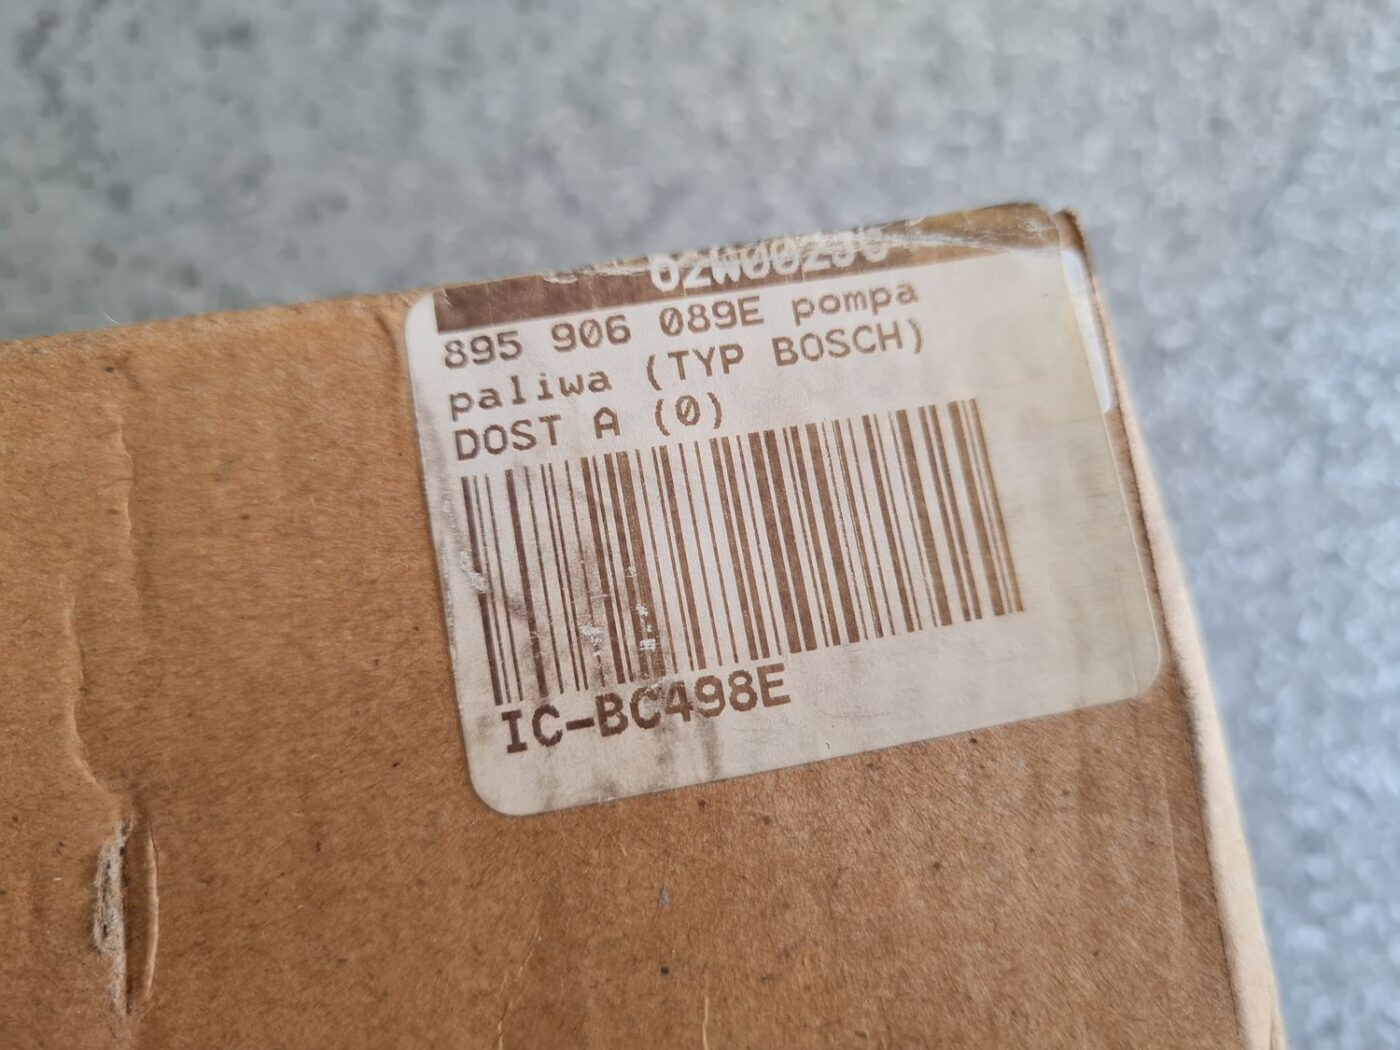 895 906 089E pompa
paliwa (TYP BOSCH)
DOST A (0)
IC-BC498E